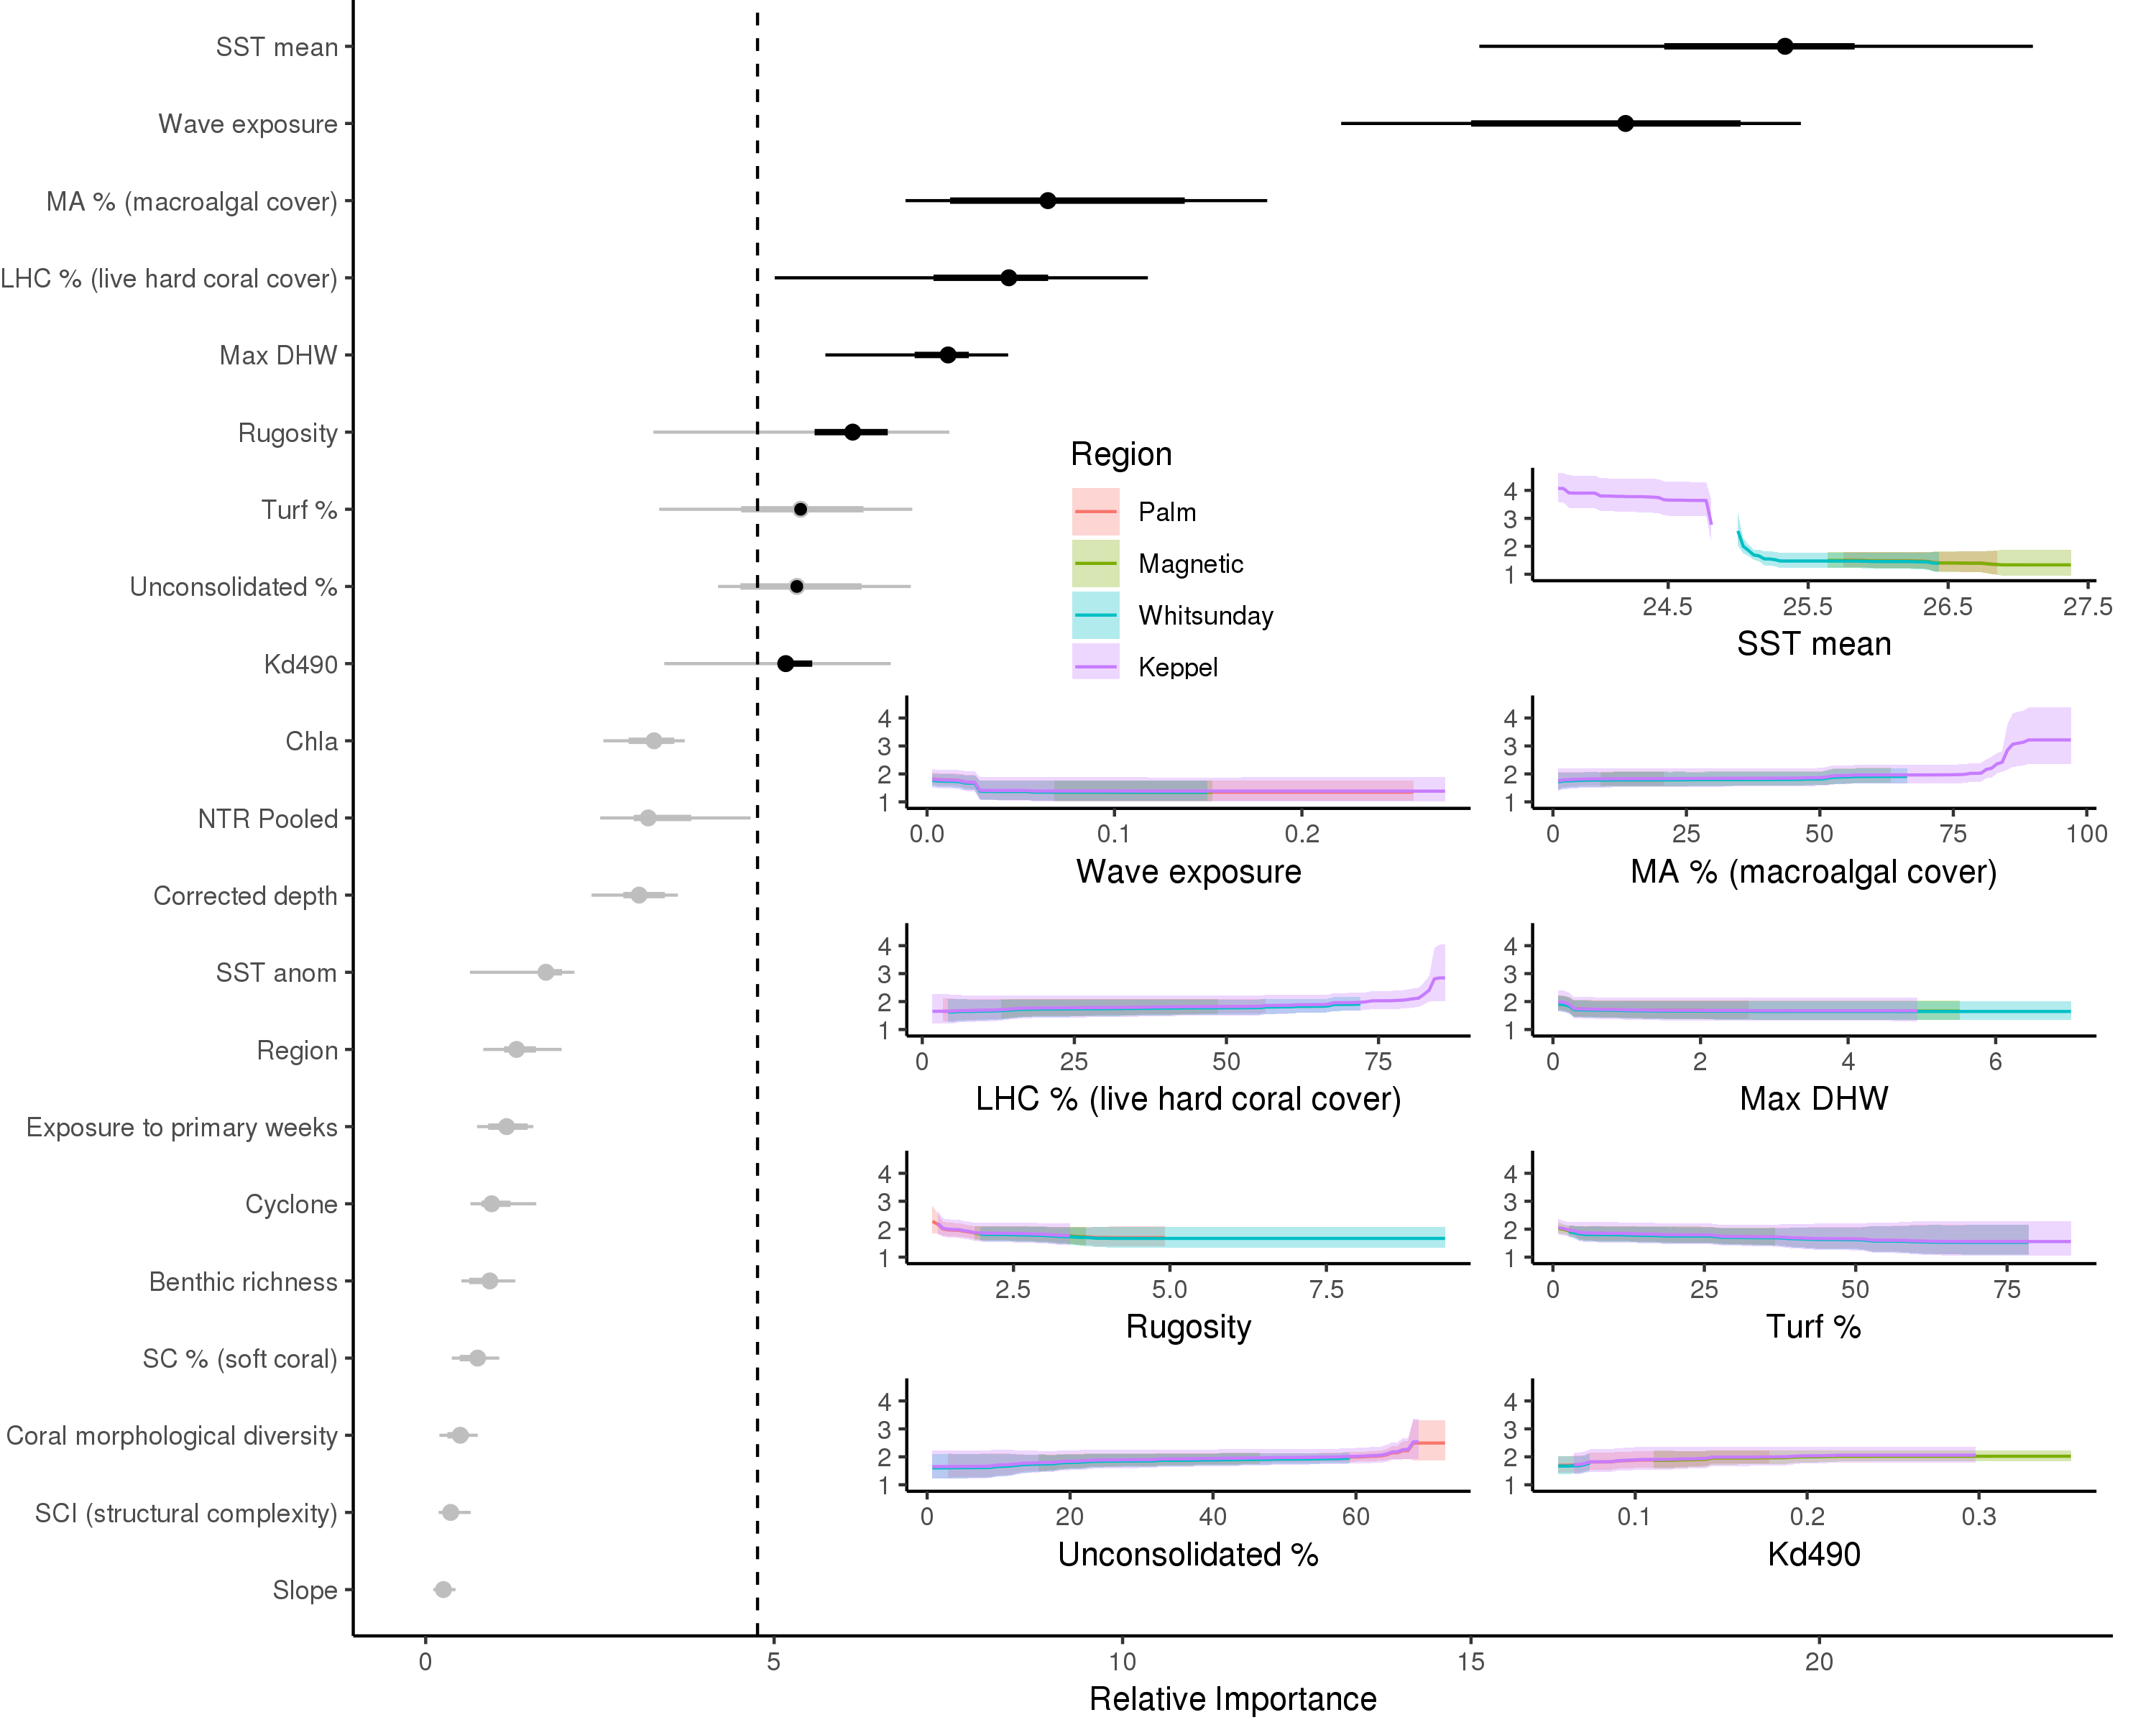 SST mean
Wave exposure
MA % (macroalgal cover)
LHC % (live hard coral cover)
Max DHW
Rugosity
Turf %
Unconsolidated %
Kd490
Chla
NTR Pooled
Corrected depth
SST anom
Region
Exposure to primary weeks
Cyclone
Benthic richness
SC % (soft coral)
Coral morphological diversity
SCI (structural complexity)
Slope
0 5 10 15 20
Relative Importance
Region
Palm
Magnetic
Whitsunday
Keppel
4
3
2
1
24.5 25.5 26.5 27.5
SST mean
4
3
2
1
0.0 0.1 0.2
Wave exposure
4
3
2
1
0 25 50 75 100
MA % (macroalgal cover)
4
3
2
1
0 25 50 75
LHC % (live hard coral cover)
4
3
2
1
0 2 4 6
Max DHW
4
3
2
1
2.5 5.0 7.5
Rugosity
4
3
2
1
0 25 50 75
Turf %
4
3
2
1
0 20 40 60
Unconsolidated %
4
3
2
1
0.1 0.2 0.3
Kd490